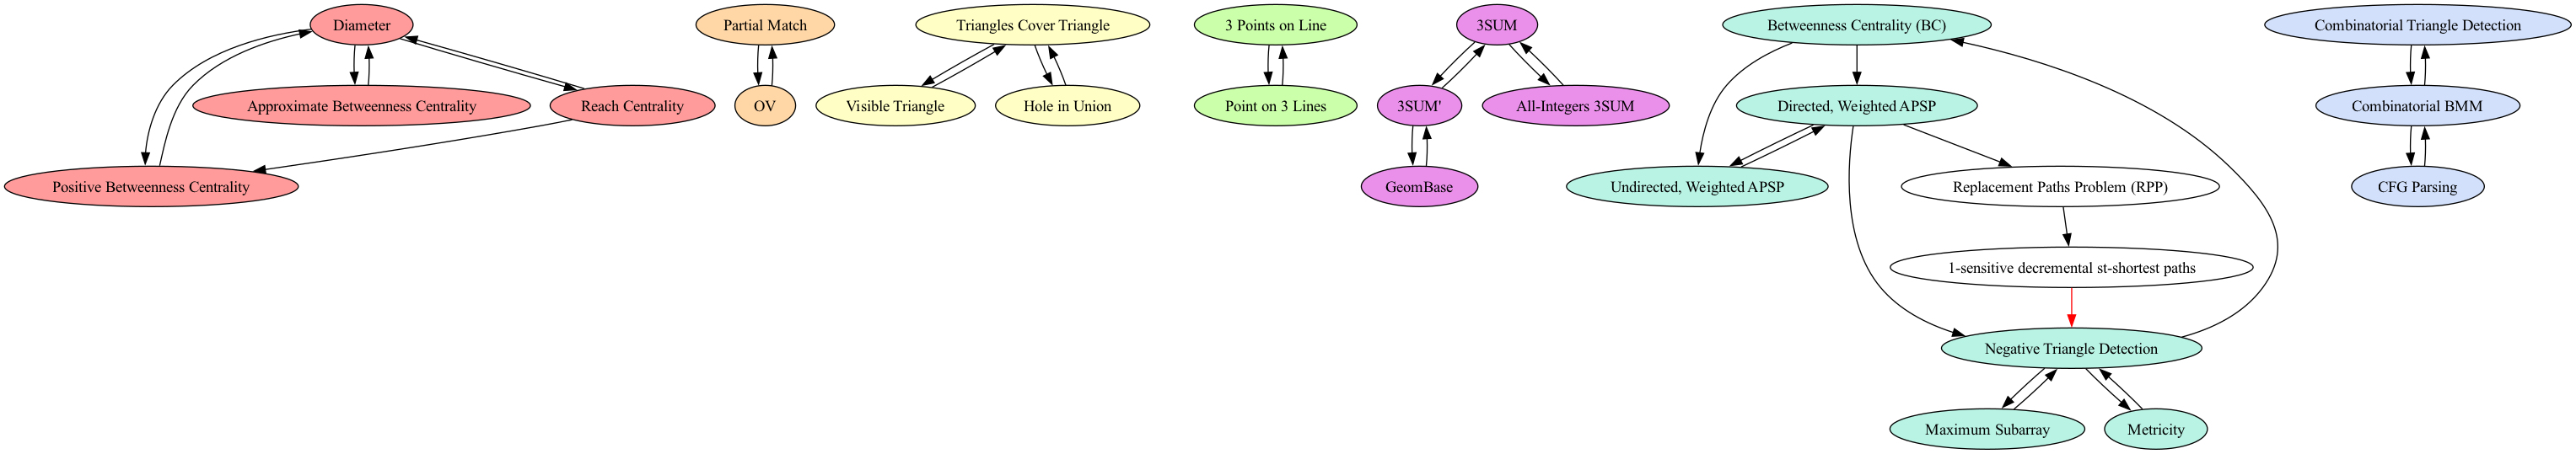 Diameter
Partial Match
Triangles Cover Triangle
3 Points on Line
3SUM
Betweenness Centrality (BC)
Combinatorial Triangle Detection
Approximate Betweenness Centrality
Reach Centrality
OV
Visible Triangle
Hole in Union
Point on 3 Lines
3SUM'
All-Integers 3SUM
Directed, Weighted APSP
Combinatorial BMM
Positive Betweenness Centrality
GeomBase
Undirected, Weighted APSP
Replacement Paths Problem (RPP)
CFG Parsing
1-sensitive decremental st-shortest paths
Negative Triangle Detection
Maximum Subarray
Metricity